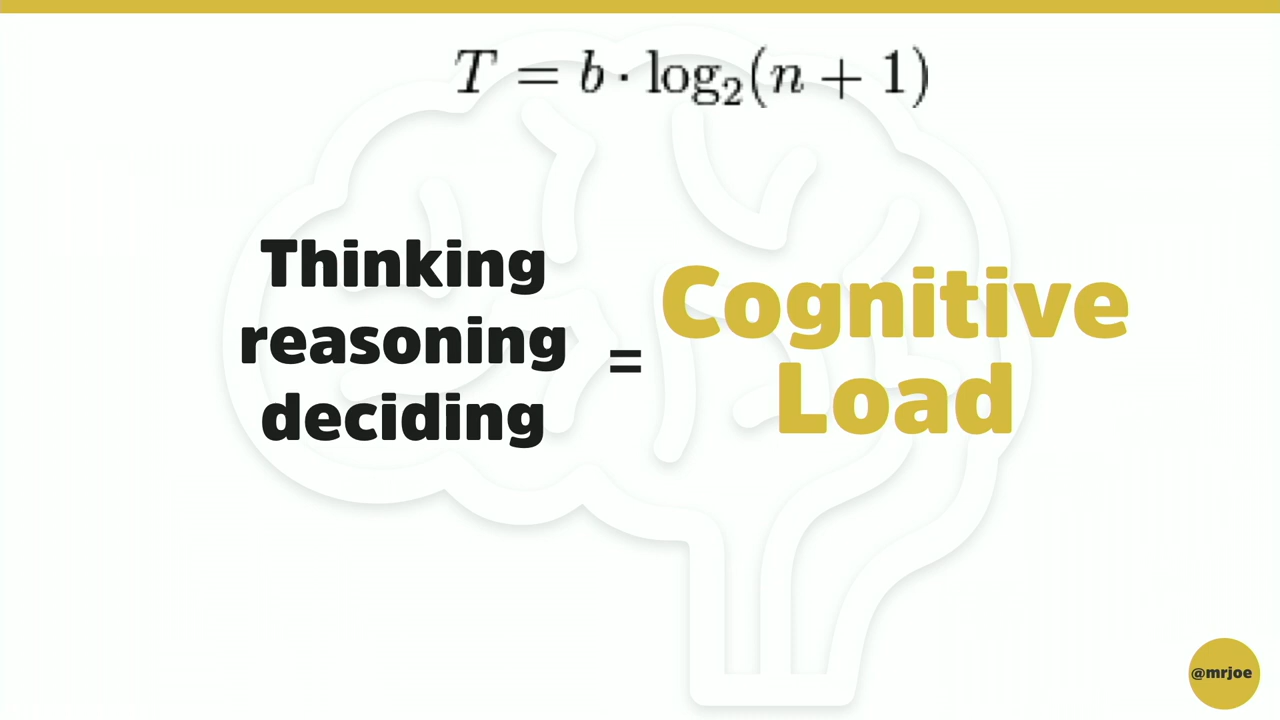 T = b · log₂(n + 1)
Thinking
reasoning
deciding
=
Cognitive
Load
@mrjoe